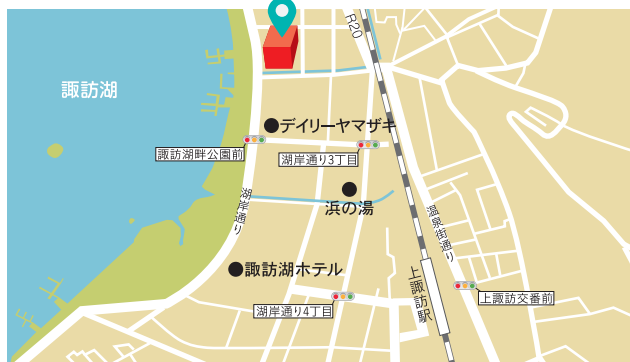 R20
諏訪湖
デイリーヤマザキ
諏訪湖畔公園前
湖岸通り3丁目
浜の湯
湖岸通り
温泉街通り
諏訪湖ホテル
上諏訪駅
上諏訪交番前
湖岸通り4丁目